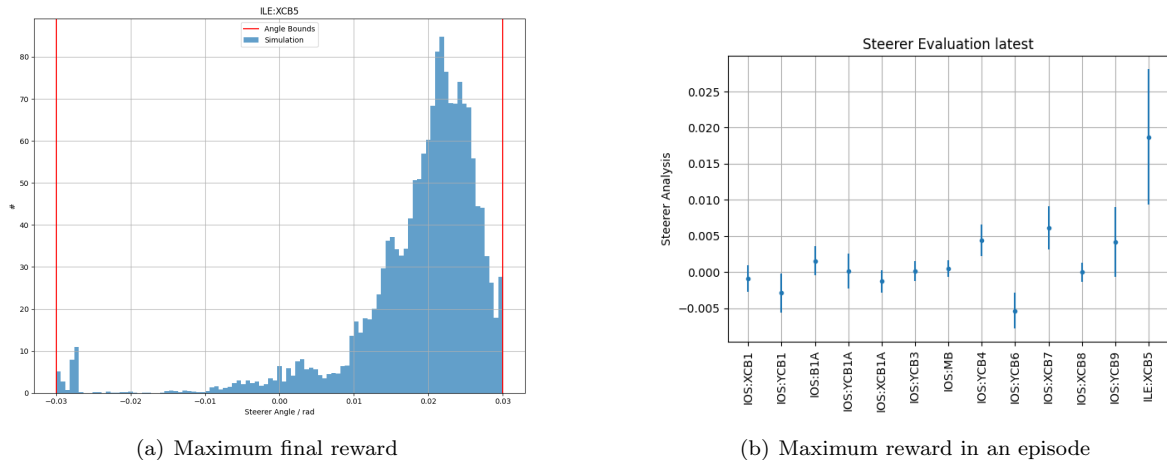 ILE:XCB5
Angle Bounds
Simulation
#
80
70
60
50
40
30
20
10
0
−0.03
−0.02
−0.01
0.00
0.01
0.02
0.03
Steerer Angle / rad
(a) Maximum final reward
Steerer Evaluation latest
Steerer Analysis
0.025
0.020
0.015
0.010
0.005
0.000
−0.005
IOS:XCB1
IOS:YCB1
IOS:B1A
IOS:YCB1A
IOS:XCB1A
IOS:YCB3
IOS:MB
IOS:YCB4
IOS:YCB6
IOS:XCB7
IOS:XCB8
IOS:YCB9
ILE:XCB5
(b) Maximum reward in an episode